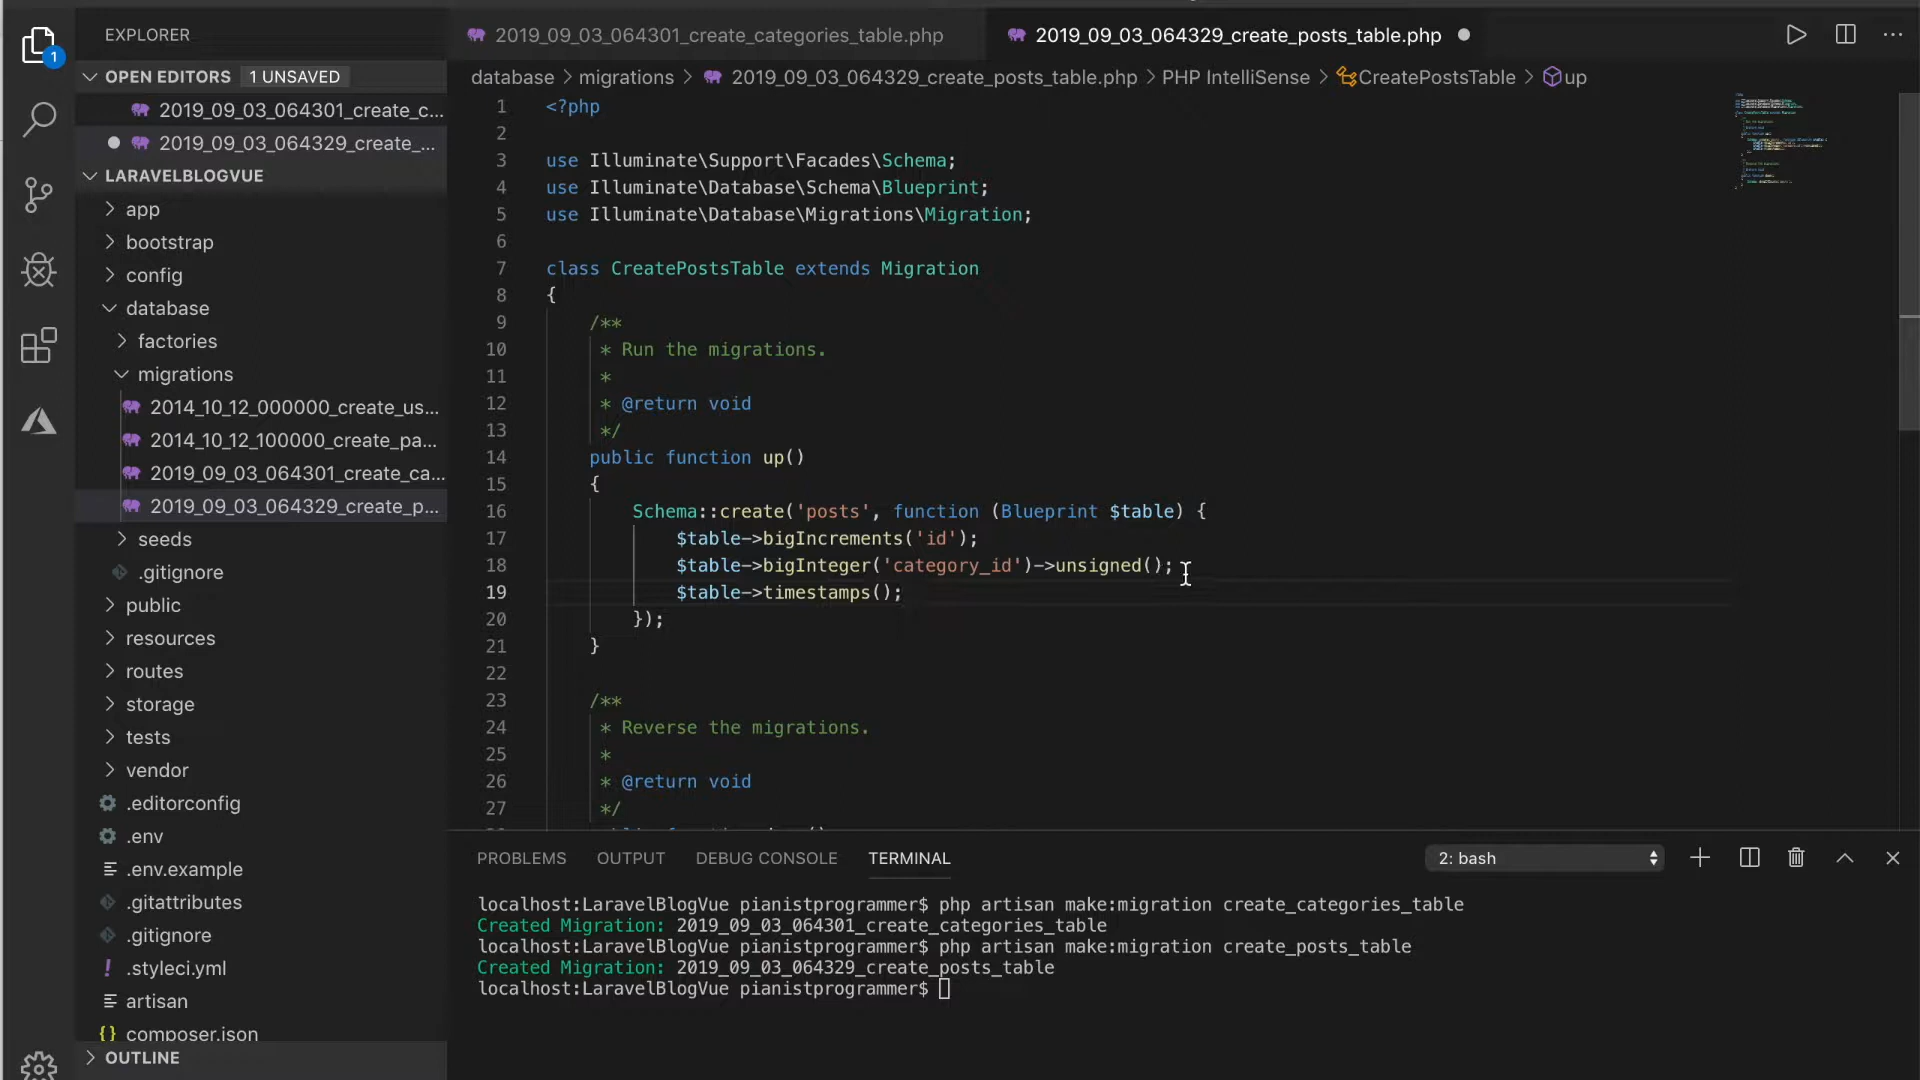 EXPLORER
OPEN EDITORS 1 UNSAVED
2019_09_03_064301_create_c...
2019_09_03_064329_create_...
LARAVELBLOGVUE
app
bootstrap
config
database
factories
migrations
2014_10_12_000000_create_us...
2014_10_12_100000_create_pa...
2019_09_03_064301_create_ca...
2019_09_03_064329_create_p...
seeds
.gitignore
public
resources
routes
storage
tests
vendor
.editorconfig
.env
.env.example
.gitattributes
.gitignore
.styleci.yml
artisan
composer.json
OUTLINE
1
2019_09_03_064301_create_categories_table.php
2019_09_03_064329_create_posts_table.php
database > migrations > 2019_09_03_064329_create_posts_table.php > PHP IntelliSense > CreatePostsTable > up
1 <?php
2
3 use Illuminate\Support\Facades\Schema;
4 use Illuminate\Database\Schema\Blueprint;
5 use Illuminate\Database\Migrations\Migration;
6
7 class CreatePostsTable extends Migration
8 {
9 /**
10 * Run the migrations.
11 *
12 * @return void
13 */
14 public function up()
15 {
16 Schema::create('posts', function (Blueprint $table) {
17 $table->bigIncrements('id');
18 $table->bigInteger('category_id')->unsigned();
19 $table->timestamps();
20 });
21 }
22
23 /**
24 * Reverse the migrations.
25 *
26 * @return void
27 */
PROBLEMS OUTPUT DEBUG CONSOLE TERMINAL 2: bash
localhost:LaravelBlogVue pianistprogrammer$ php artisan make:migration create_categories_table
Created Migration: 2019_09_03_064301_create_categories_table
localhost:LaravelBlogVue pianistprogrammer$ php artisan make:migration create_posts_table
Created Migration: 2019_09_03_064329_create_posts_table
localhost:LaravelBlogVue pianistprogrammer$